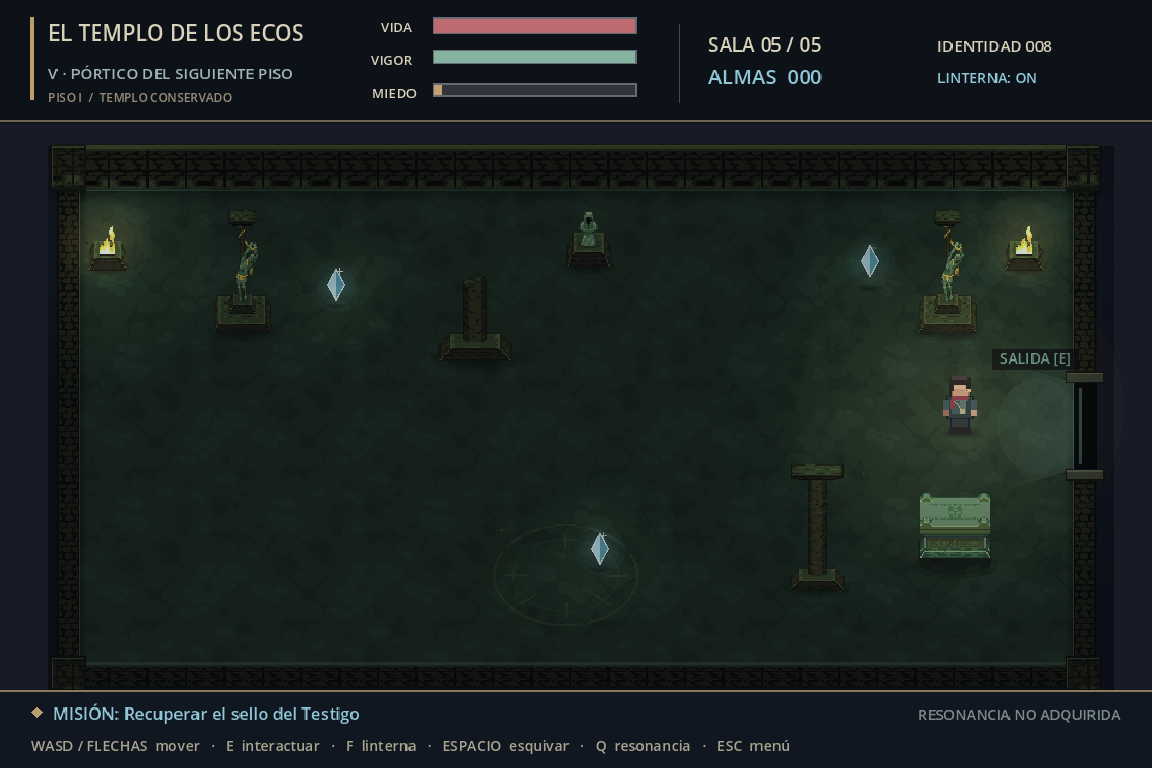 EL TEMPLO DE LOS ECOS
V · PÓRTICO DEL SIGUIENTE PISO
PISO I / TEMPLO CONSERVADO
VIDA
VIGOR
MIEDO
SALA 05 / 05
ALMAS 000
IDENTIDAD 008
LINTERNA: ON
SALIDA [E]
MISIÓN: Recuperar el sello del Testigo
RESONANCIA NO ADQUIRIDA
WASD / FLECHAS mover · E interactuar · F linterna · ESPACIO esquivar · Q resonancia · ESC menú